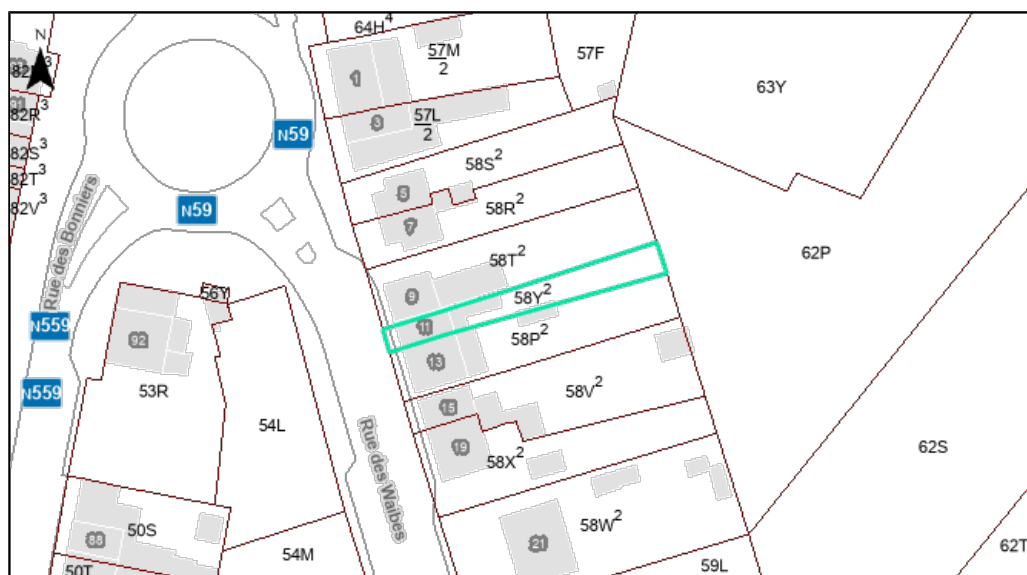 64H4
57M
2
57F
63Y
N
82R3
57L
2
82S3
82T3
82V3
1
3
N59
58S2
5
58R2
7
Rue des Bonniers
N59
58T2
62P
9
58Y2
11
56Y
N559
92
58P2
13
53R
N559
58V2
15
54L
19
58X2
62S
Rue des Waibes
50S
58W2
88
21
54M
62T
50T
59L